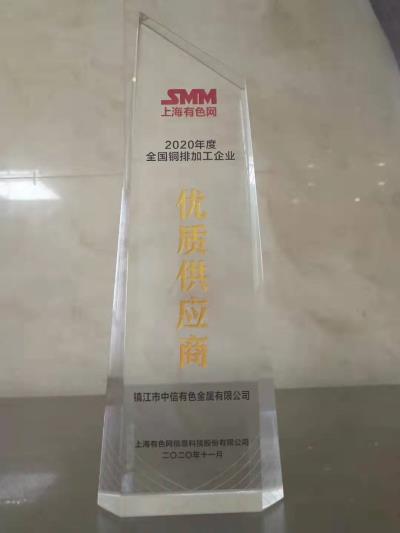 SMM
上海有色网
2020年度
全国铜排加工企业
优质供应商
镇江市中信有色金属有限公司
上海有色网信息科技股份有限公司
二〇二〇年十一月